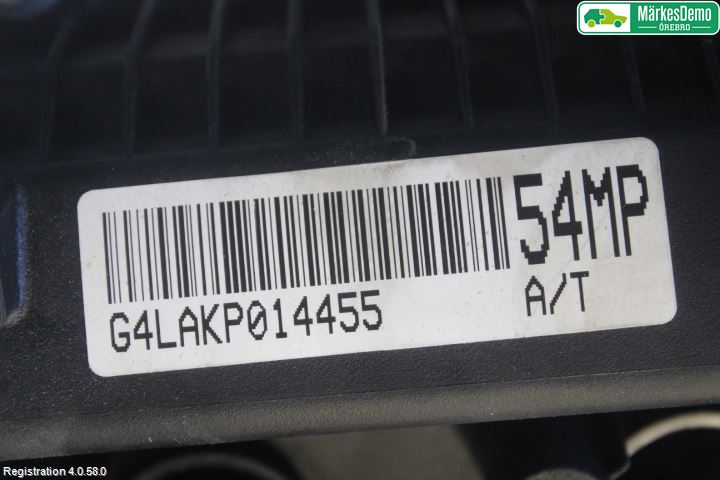 MärkesDemo
ÖREBRO
54MP
G4LAKP014455
A/T
Registration 4.0.58.0